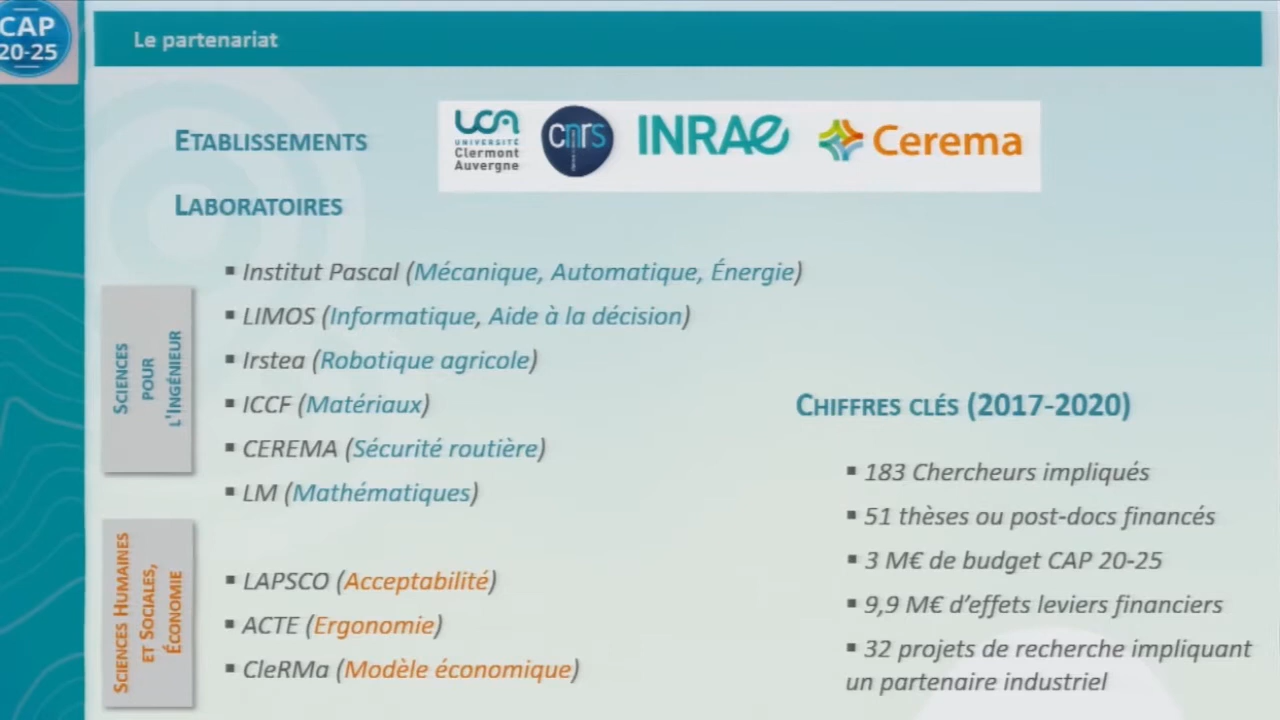 CAP
20-25
Le partenariat
ETABLISSEMENTS
UCA
UNIVERSITÉ
Clermont
Auvergne
cnrs
INRAE
Cerema
LABORATOIRES
SCIENCES
POUR
L'INGÉNIEUR
▪ Institut Pascal (Mécanique, Automatique, Énergie)
▪ LIMOS (Informatique, Aide à la décision)
▪ Irstea (Robotique agricole)
▪ ICCF (Matériaux)
▪ CEREMA (Sécurité routière)
▪ LM (Mathématiques)
SCIENCES HUMAINES
ET SOCIALES,
ÉCONOMIE
▪ LAPSCO (Acceptabilité)
▪ ACTE (Ergonomie)
▪ CleRMa (Modèle économique)
CHIFFRES CLÉS (2017-2020)
▪ 183 Chercheurs impliqués
▪ 51 thèses ou post-docs financés
▪ 3 M€ de budget CAP 20-25
▪ 9,9 M€ d'effets leviers financiers
▪ 32 projets de recherche impliquant
un partenaire industriel